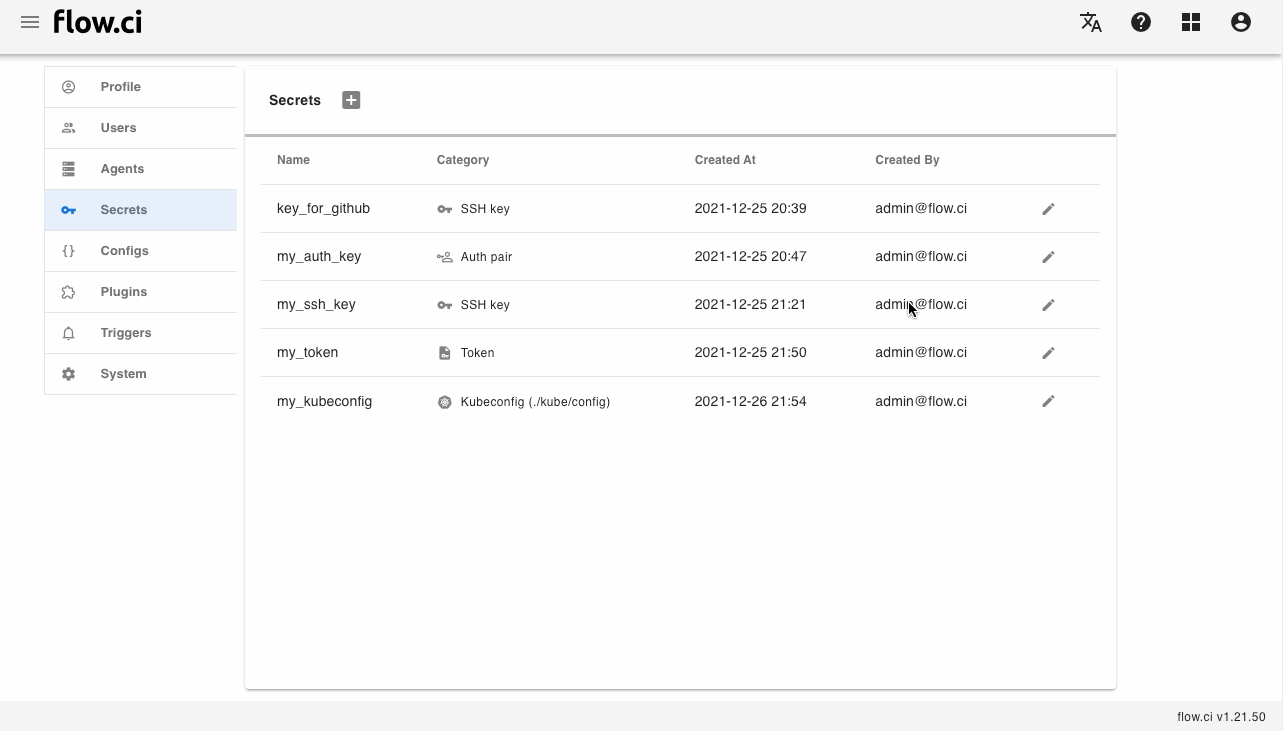 flow.ci
Profile
Users
Agents
Secrets
Configs
Plugins
Triggers
System
Secrets
Name Category Created At Created By
key_for_github SSH key 2021-12-25 20:39 admin@flow.ci
my_auth_key Auth pair 2021-12-25 20:47 admin@flow.ci
my_ssh_key SSH key 2021-12-25 21:21 admin@flow.ci
my_token Token 2021-12-25 21:50 admin@flow.ci
my_kubeconfig Kubeconfig (./kube/config) 2021-12-26 21:54 admin@flow.ci
flow.ci v1.21.50